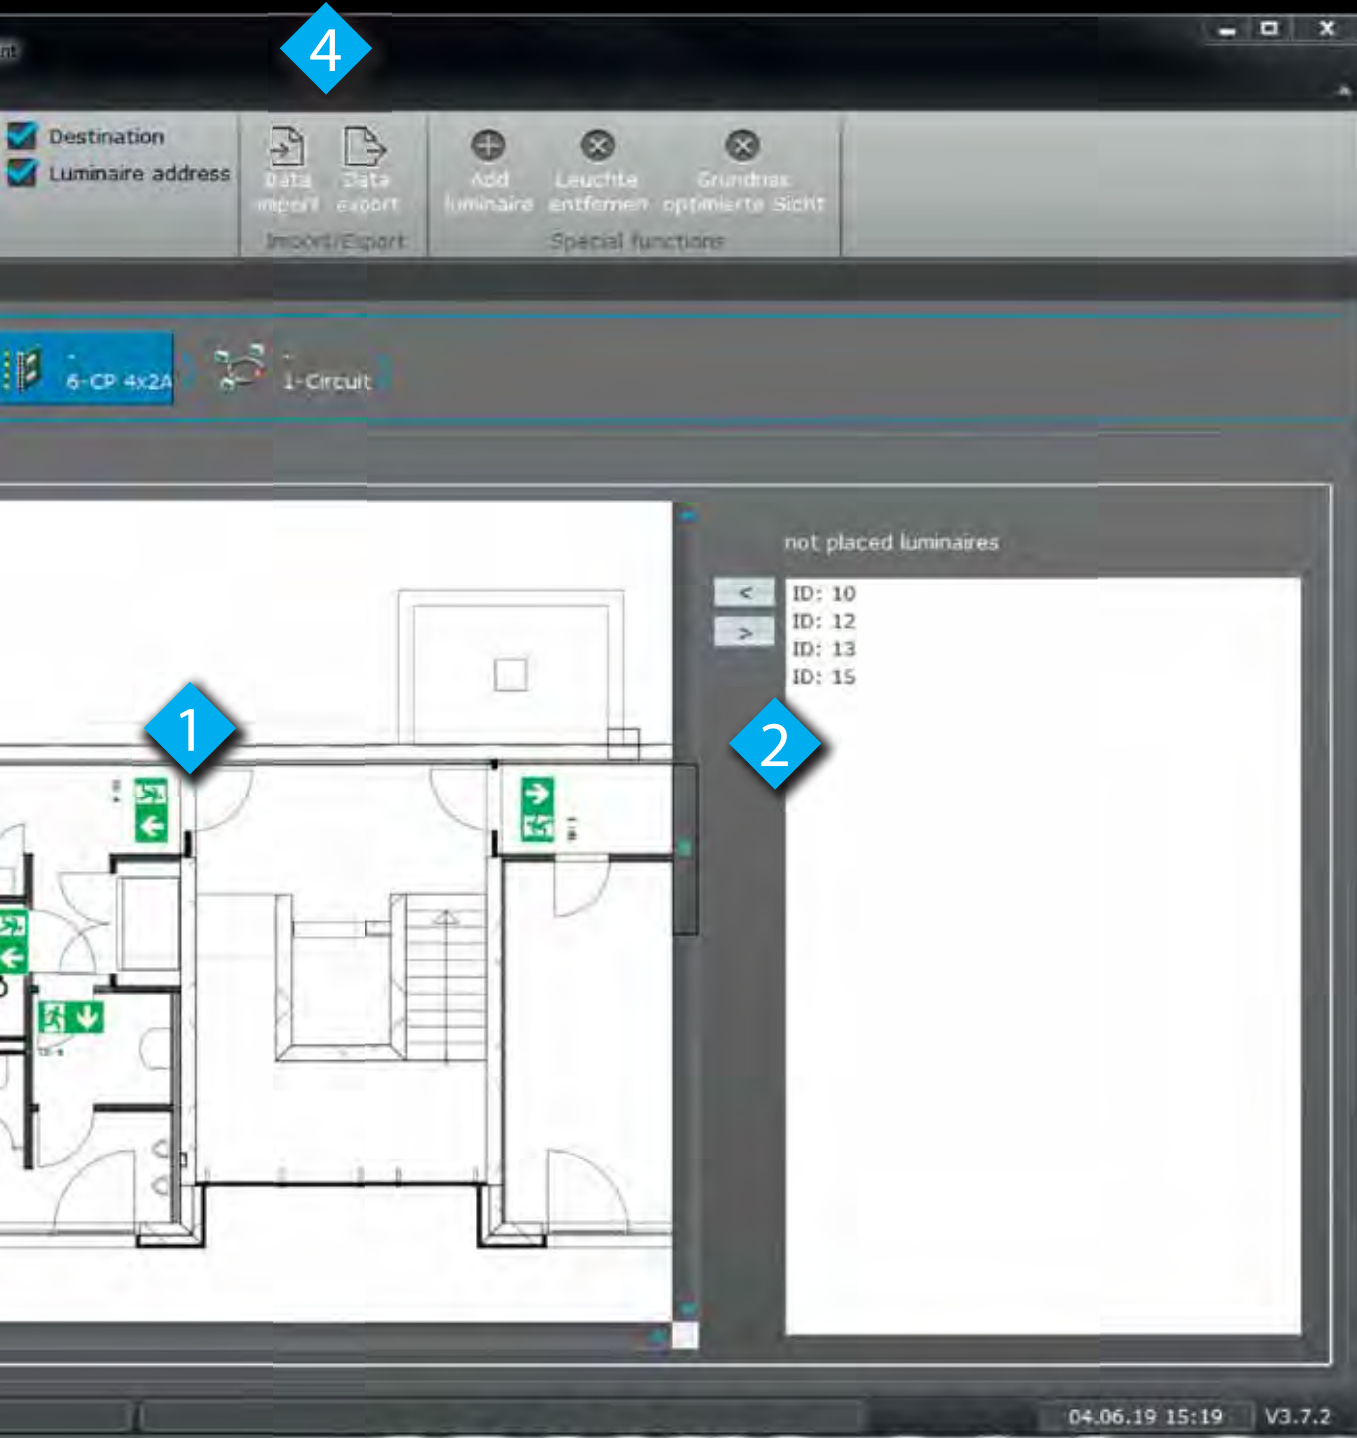 nt
4
Destination
Luminaire address
Data import
Data export
Import/Export
Add luminaire
Leuchte entfernen
Grundriss optimierte Sicht
Special functions
-
6-CP 4x2A
-
1-Circuit
not placed luminaires
<
>
ID: 10
ID: 12
ID: 13
ID: 15
1
2
04.06.19 15:19
V3.7.2